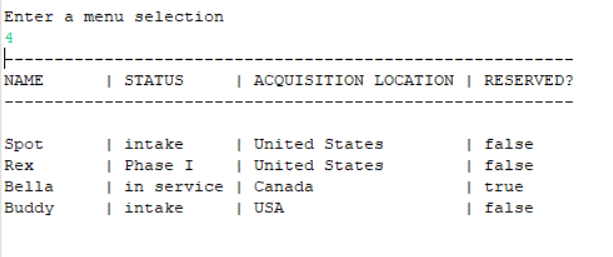 Enter a menu selection
4
---------------------------------------------------------
NAME      | STATUS     | ACQUISITION LOCATION | RESERVED?
---------------------------------------------------------
Spot      | intake     | United States        | false
Rex       | Phase I    | United States        | false
Bella     | in service | Canada               | true
Buddy     | intake     | USA                  | false